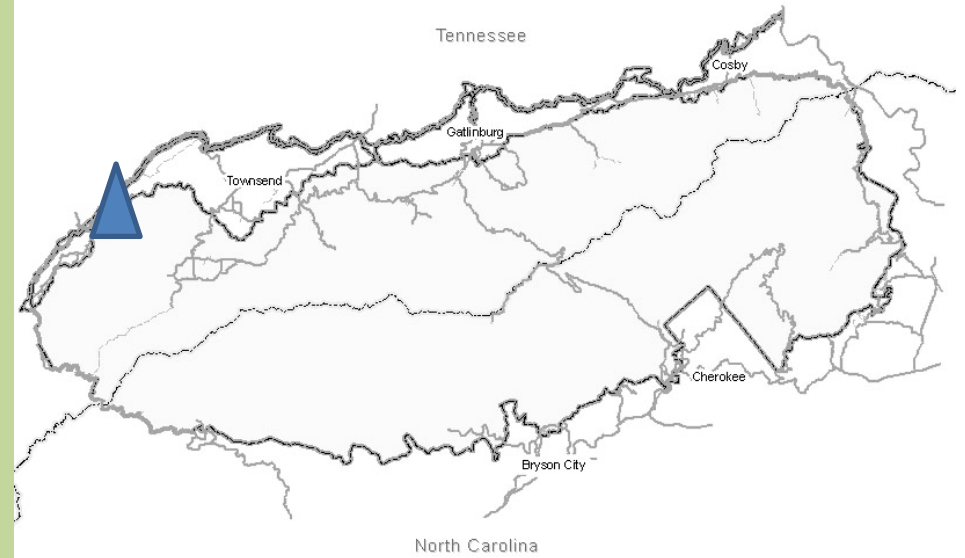 Tennessee
Cosby
Gatlinburg
Townsend
Cherokee
Bryson City
North Carolina